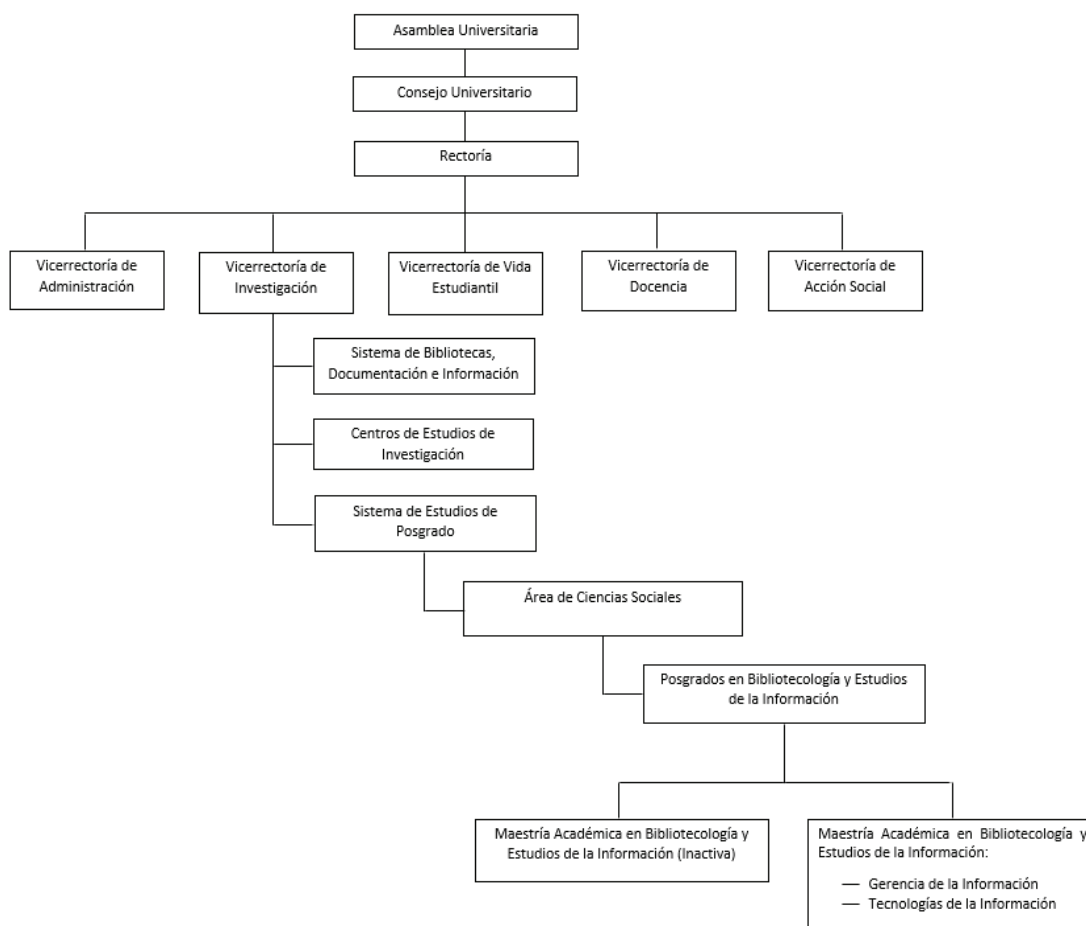 Asamblea Universitaria
Consejo Universitario
Rectoría
Vicerrectoría de
Administración
Vicerrectoría de
Investigación
Vicerrectoría de Vida
Estudiantil
Vicerrectoría de
Docencia
Vicerrectoría de
Acción Social
Sistema de Bibliotecas,
Documentación e Información
Centros de Estudios de
Investigación
Sistema de Estudios de
Posgrado
Área de Ciencias Sociales
Posgrados en Bibliotecología y Estudios
de la Información
Maestría Académica en Bibliotecología y
Estudios de la Información (Inactiva)
Maestría Académica en Bibliotecología y
Estudios de la Información:
— Gerencia de la Información
— Tecnologías de la Información